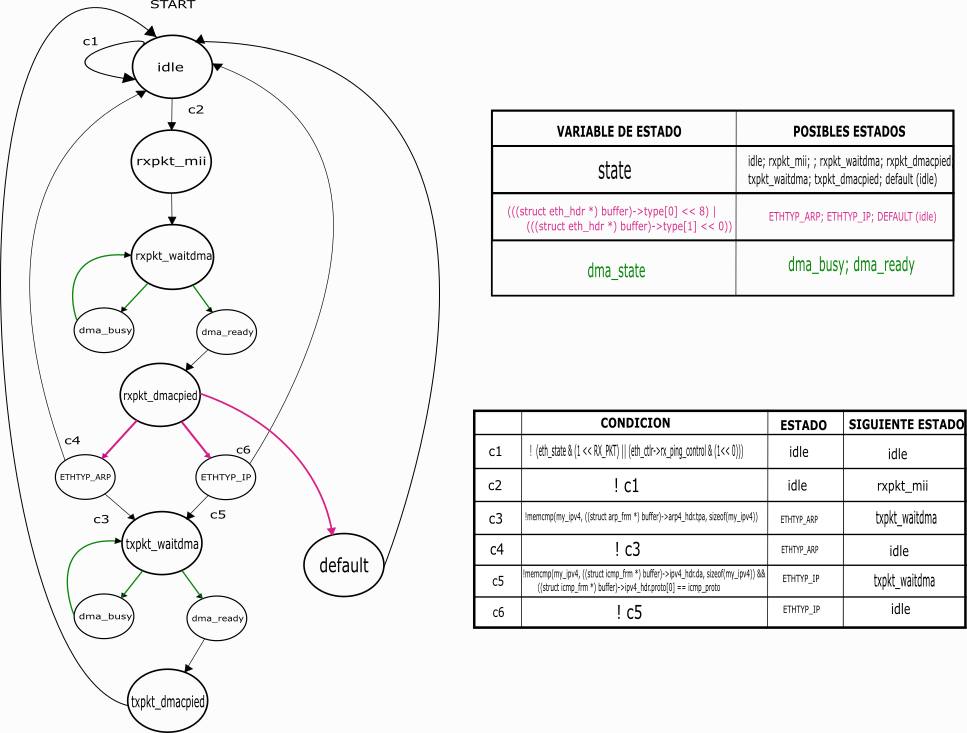 START
c1
idle
c2
rxpkt_mii
rxpkt_waitdma
dma_busy
dma_ready
rxpkt_dmacpied
c4
c6
ETHTYP_ARP
ETHTYP_IP
c3
c5
txpkt_waitdma
default
dma_busy
dma_ready
txpkt_dmacpied
VARIABLE DE ESTADO
POSIBLES ESTADOS
state
idle; rxpkt_mii; ; rxpkt_waitdma; rxpkt_dmacpied
txpkt_waitdma; txpkt_dmacpied; default (idle)
(((struct eth_hdr *) buffer)->type[0] << 8) |
(((struct eth_hdr *) buffer)->type[1] << 0))
ETHTYP_ARP; ETHTYP_IP; DEFAULT (idle)
dma_state
dma_busy; dma_ready
CONDICION
ESTADO
SIGUIENTE ESTADO
c1
! (eth_state & (1 << RX_PKT) || (eth_ctlr->rx_ping_control & (1<< 0)))
idle
idle
c2
! c1
idle
rxpkt_mii
c3
!memcmp(my_ipv4, ((struct arp_frm *) buffer)->arp4_hdr.tpa, sizeof(my_ipv4))
ETHTYP_ARP
txpkt_waitdma
c4
! c3
ETHTYP_ARP
idle
c5
!memcmp(my_ipv4, ((struct icmp_frm *) buffer)->ipv4_hdr.da, sizeof(my_ipv4)) &&
((struct icmp_frm *) buffer)->ipv4_hdr.proto[0] == icmp_proto
ETHTYP_IP
txpkt_waitdma
c6
! c5
ETHTYP_IP
idle